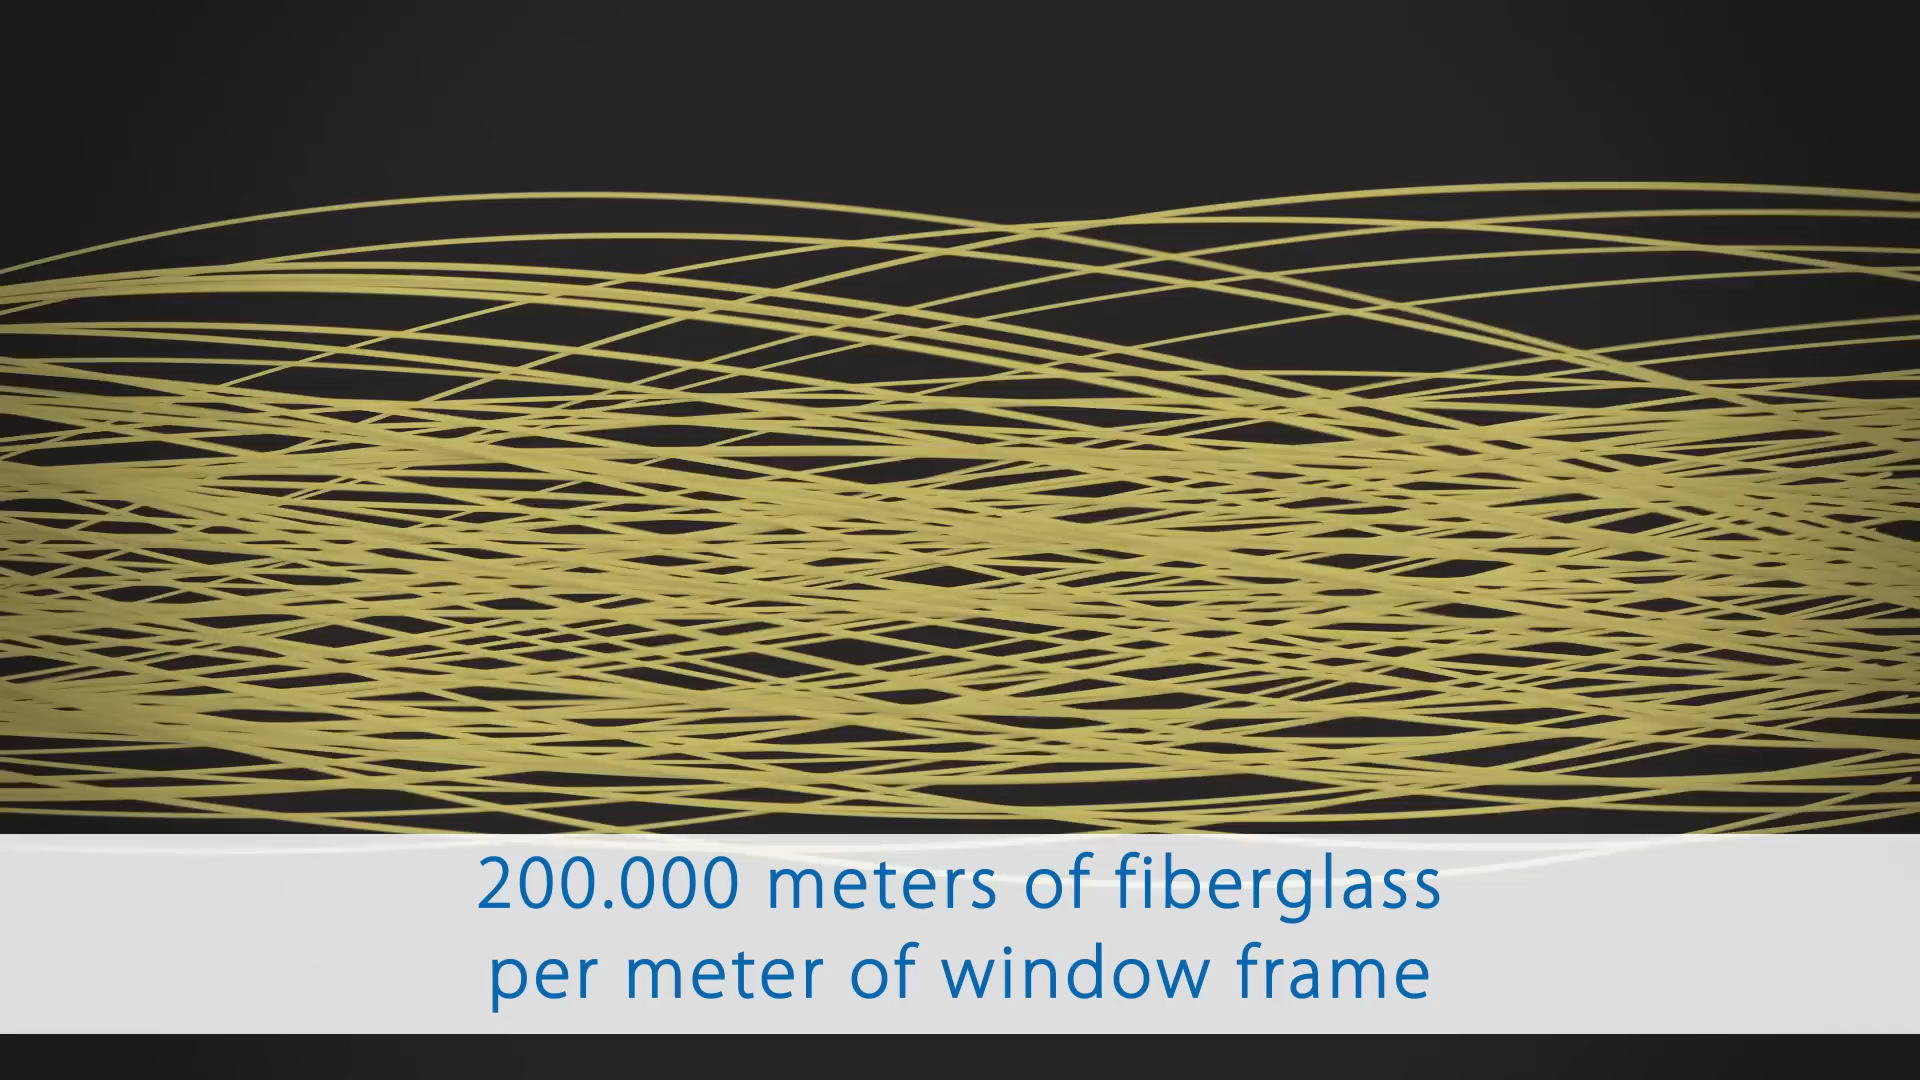 200.000 meters of fiberglass
per meter of window frame